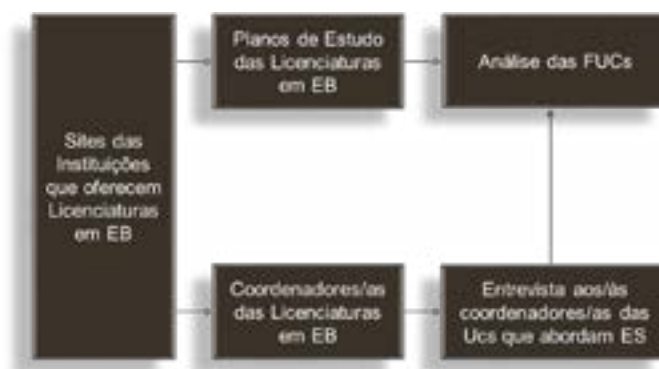 Sites das
Instituições
que oferecem
Licenciaturas
em EB
Planos de Estudo
das Licenciaturas
em EB
Análise das FUCs
Coordenadores/as
das Licenciaturas
em EB
Entrevista aos/às
coordenadores/as das
Ucs que abordam ES